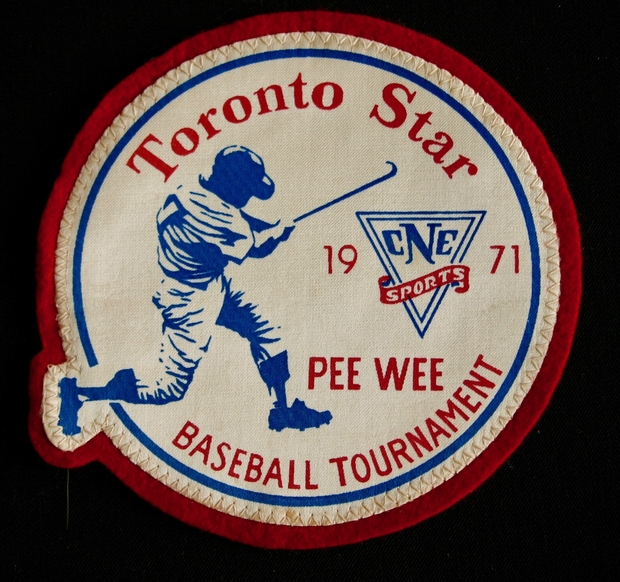 Toronto Star
19 71
CNE
SPORTS
PEE WEE
BASEBALL TOURNAMENT